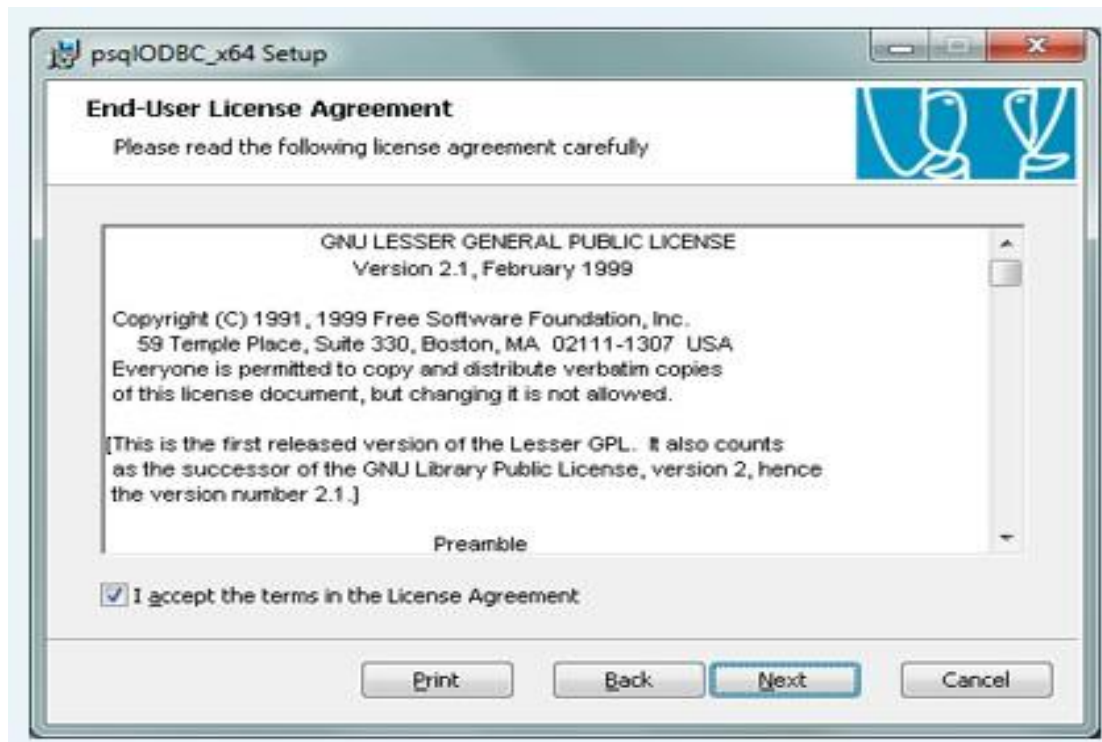 psqlODBC_x64 Setup
End-User License Agreement
Please read the following license agreement carefully
GNU LESSER GENERAL PUBLIC LICENSE
Version 2.1, February 1999
Copyright (C) 1991, 1999 Free Software Foundation, Inc.
59 Temple Place, Suite 330, Boston, MA 02111-1307 USA
Everyone is permitted to copy and distribute verbatim copies
of this license document, but changing it is not allowed.
[This is the first released version of the Lesser GPL. It also counts
as the successor of the GNU Library Public License, version 2, hence
the version number 2.1.]
Preamble
I accept the terms in the License Agreement
Print Back Next Cancel